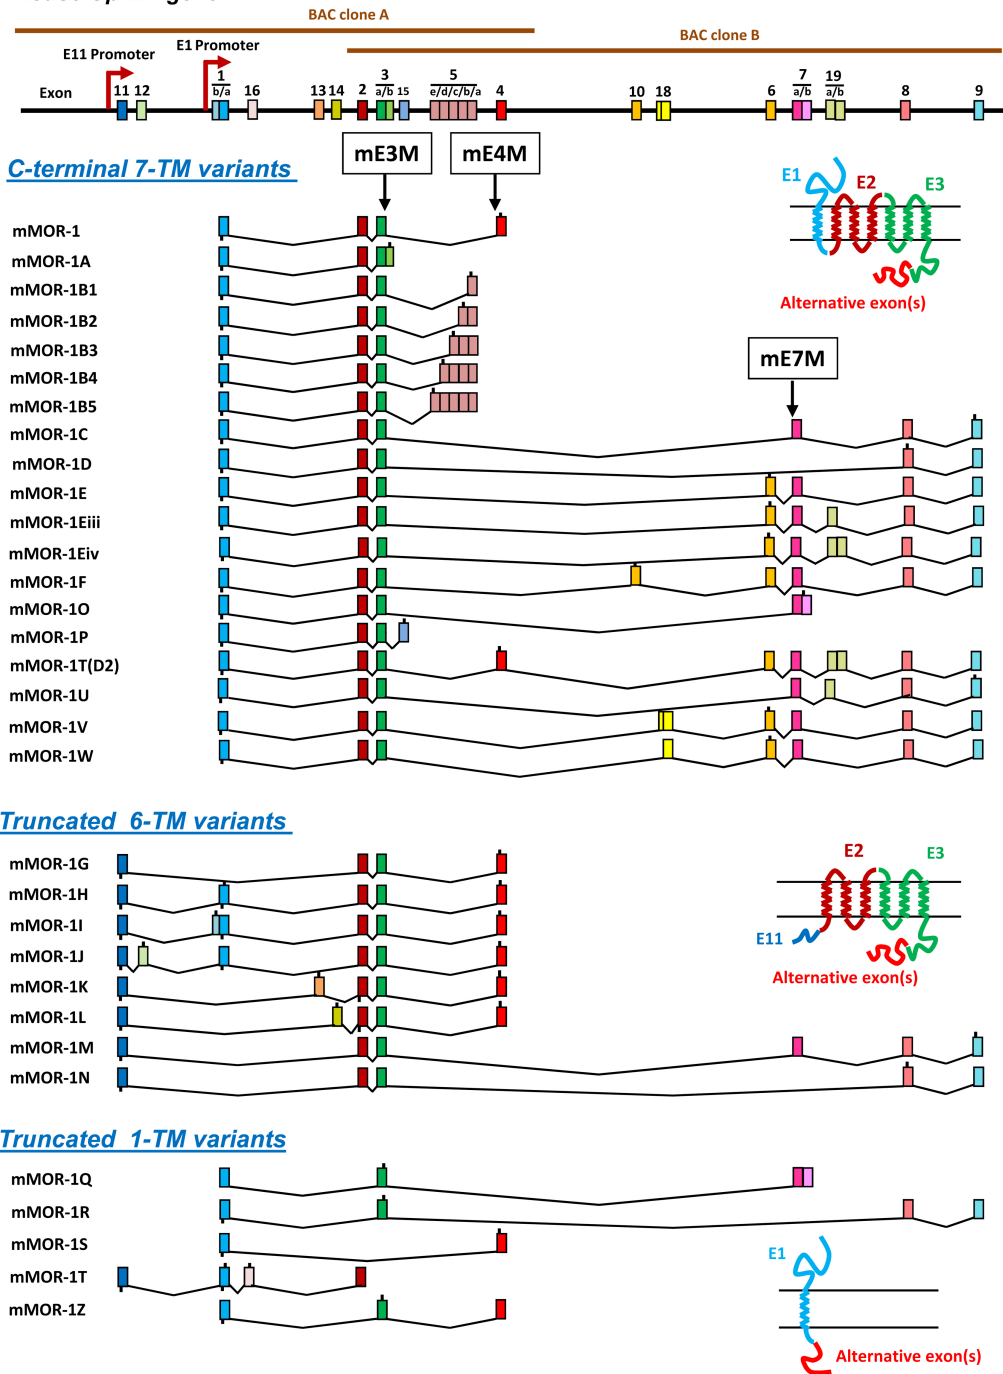 BAC clone A
BAC clone B
E11 Promoter
E1 Promoter
Exon
11 12 1 b/a 16 13 14 2 3 a/b 15 5 e/d/c/b/a 4 10 18 6 7 a/b 19 a/b 8 9
C-terminal 7-TM variants
mE3M
mE4M
E1
E2
E3
Alternative exon(s)
mE7M
mMOR-1
mMOR-1A
mMOR-1B1
mMOR-1B2
mMOR-1B3
mMOR-1B4
mMOR-1B5
mMOR-1C
mMOR-1D
mMOR-1E
mMOR-1Eiii
mMOR-1Eiv
mMOR-1F
mMOR-1O
mMOR-1P
mMOR-1T(D2)
mMOR-1U
mMOR-1V
mMOR-1W
Truncated 6-TM variants
mMOR-1G
mMOR-1H
mMOR-1I
mMOR-1J
mMOR-1K
mMOR-1L
mMOR-1M
mMOR-1N
E2
E3
E11
Alternative exon(s)
Truncated 1-TM variants
mMOR-1Q
mMOR-1R
mMOR-1S
mMOR-1T
mMOR-1Z
E1
Alternative exon(s)